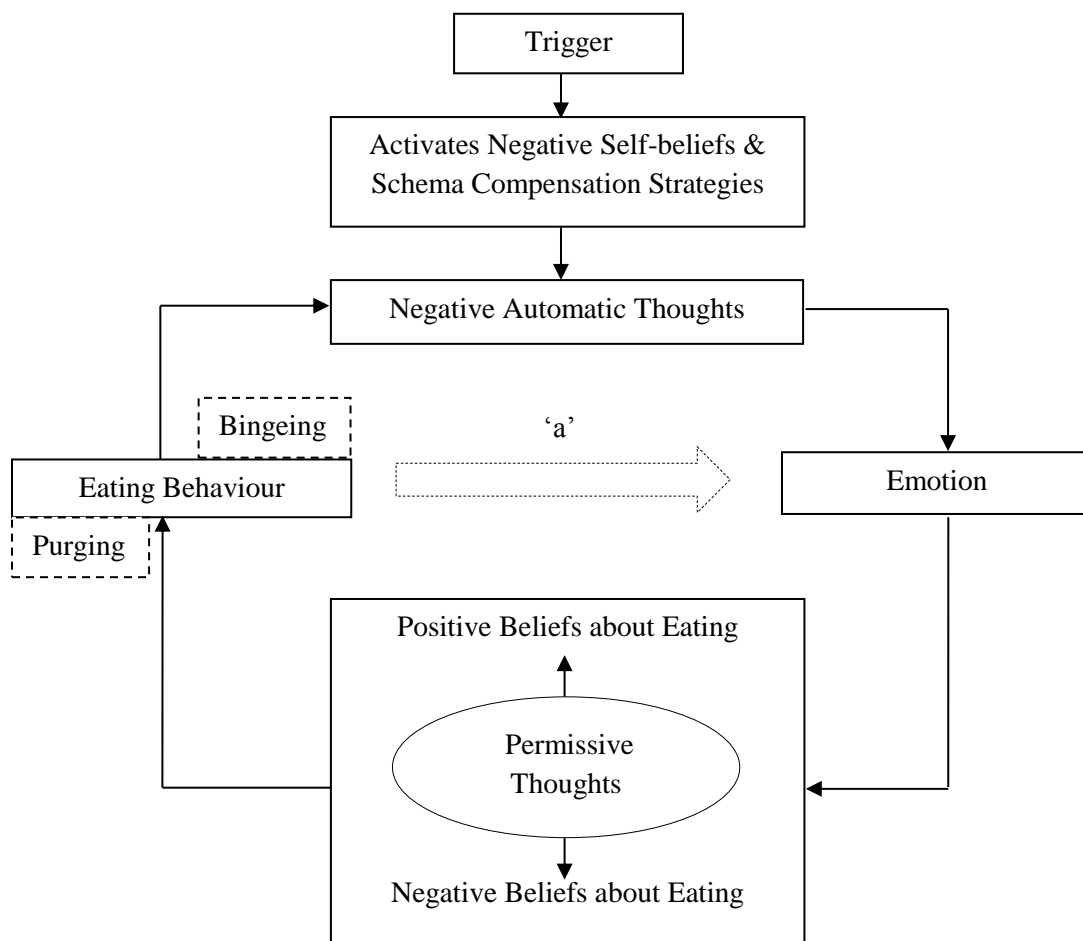 Trigger
Activates Negative Self-beliefs &
Schema Compensation Strategies
Negative Automatic Thoughts
Bingeing
‘a’
Eating Behaviour
Emotion
Purging
Positive Beliefs about Eating
Permissive
Thoughts
Negative Beliefs about Eating